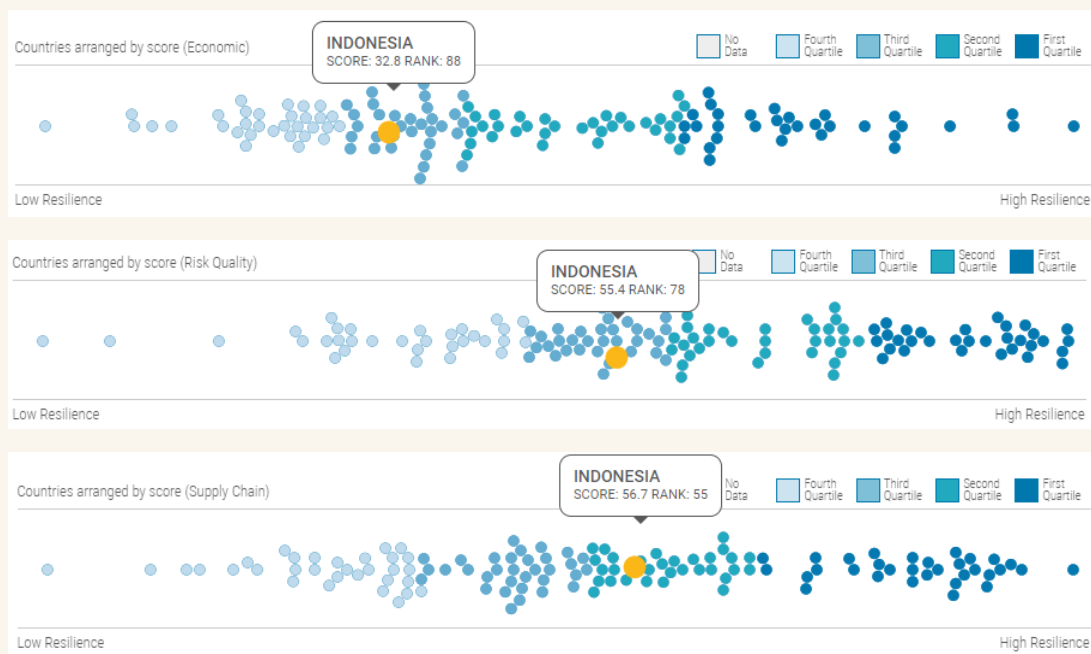 Countries arranged by score (Economic)
INDONESIA
SCORE: 32.8 RANK: 88
No
Data
Fourth
Quartile
Third
Quartile
Second
Quartile
First
Quartile
Low Resilience
High Resilience
Countries arranged by score (Risk Quality)
INDONESIA
SCORE: 55.4 RANK: 78
No
Data
Fourth
Quartile
Third
Quartile
Second
Quartile
First
Quartile
Low Resilience
High Resilience
Countries arranged by score (Supply Chain)
INDONESIA
SCORE: 56.7 RANK: 55
No
Data
Fourth
Quartile
Third
Quartile
Second
Quartile
First
Quartile
Low Resilience
High Resilience